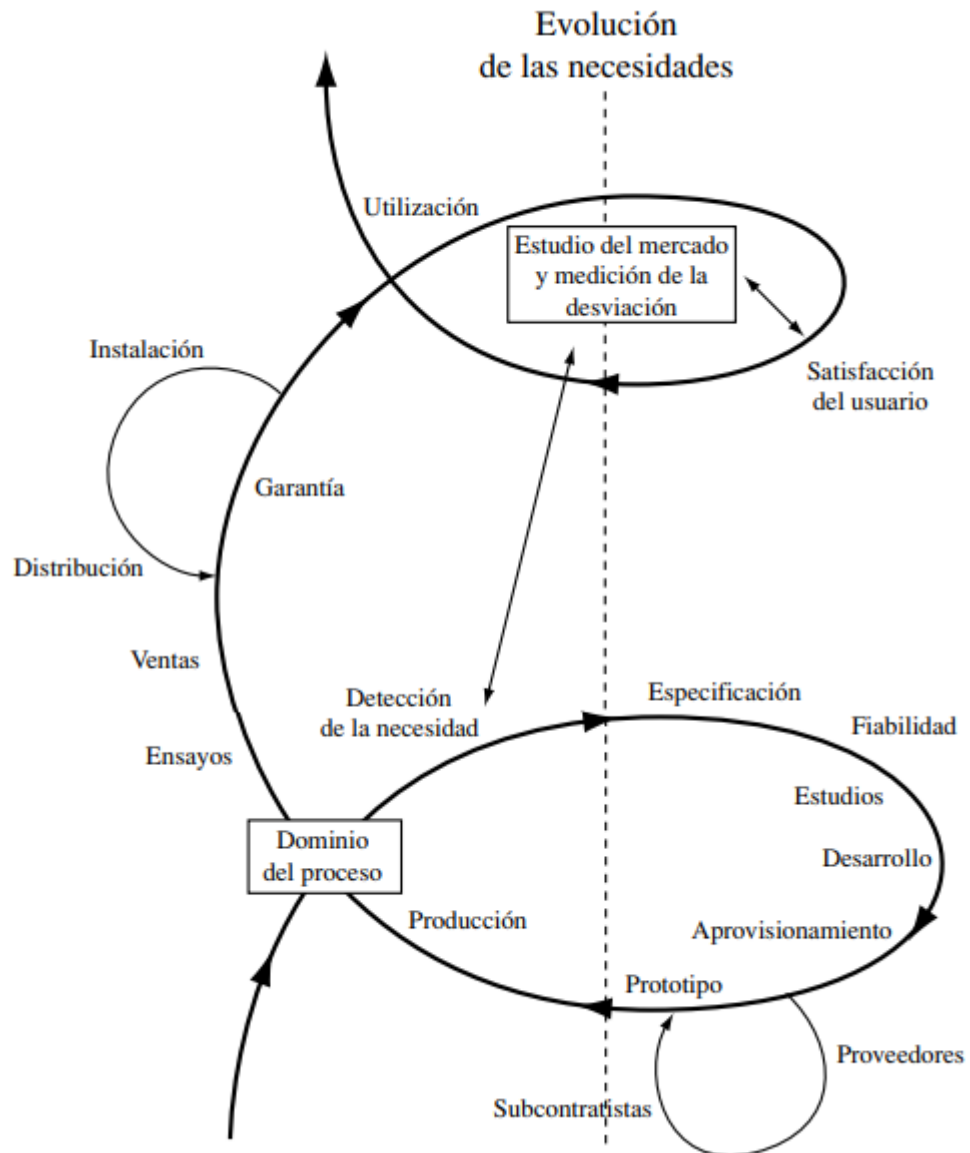 Evolución
de las necesidades
Utilización
Estudio del mercado
y medición de la
desviación
Instalación
Satisfacción
del usuario
Garantía
Distribución
Ventas
Detección
de la necesidad
Especificación
Fiabilidad
Ensayos
Estudios
Dominio
del proceso
Desarrollo
Producción
Aprovisionamiento
Prototipo
Proveedores
Subcontratistas